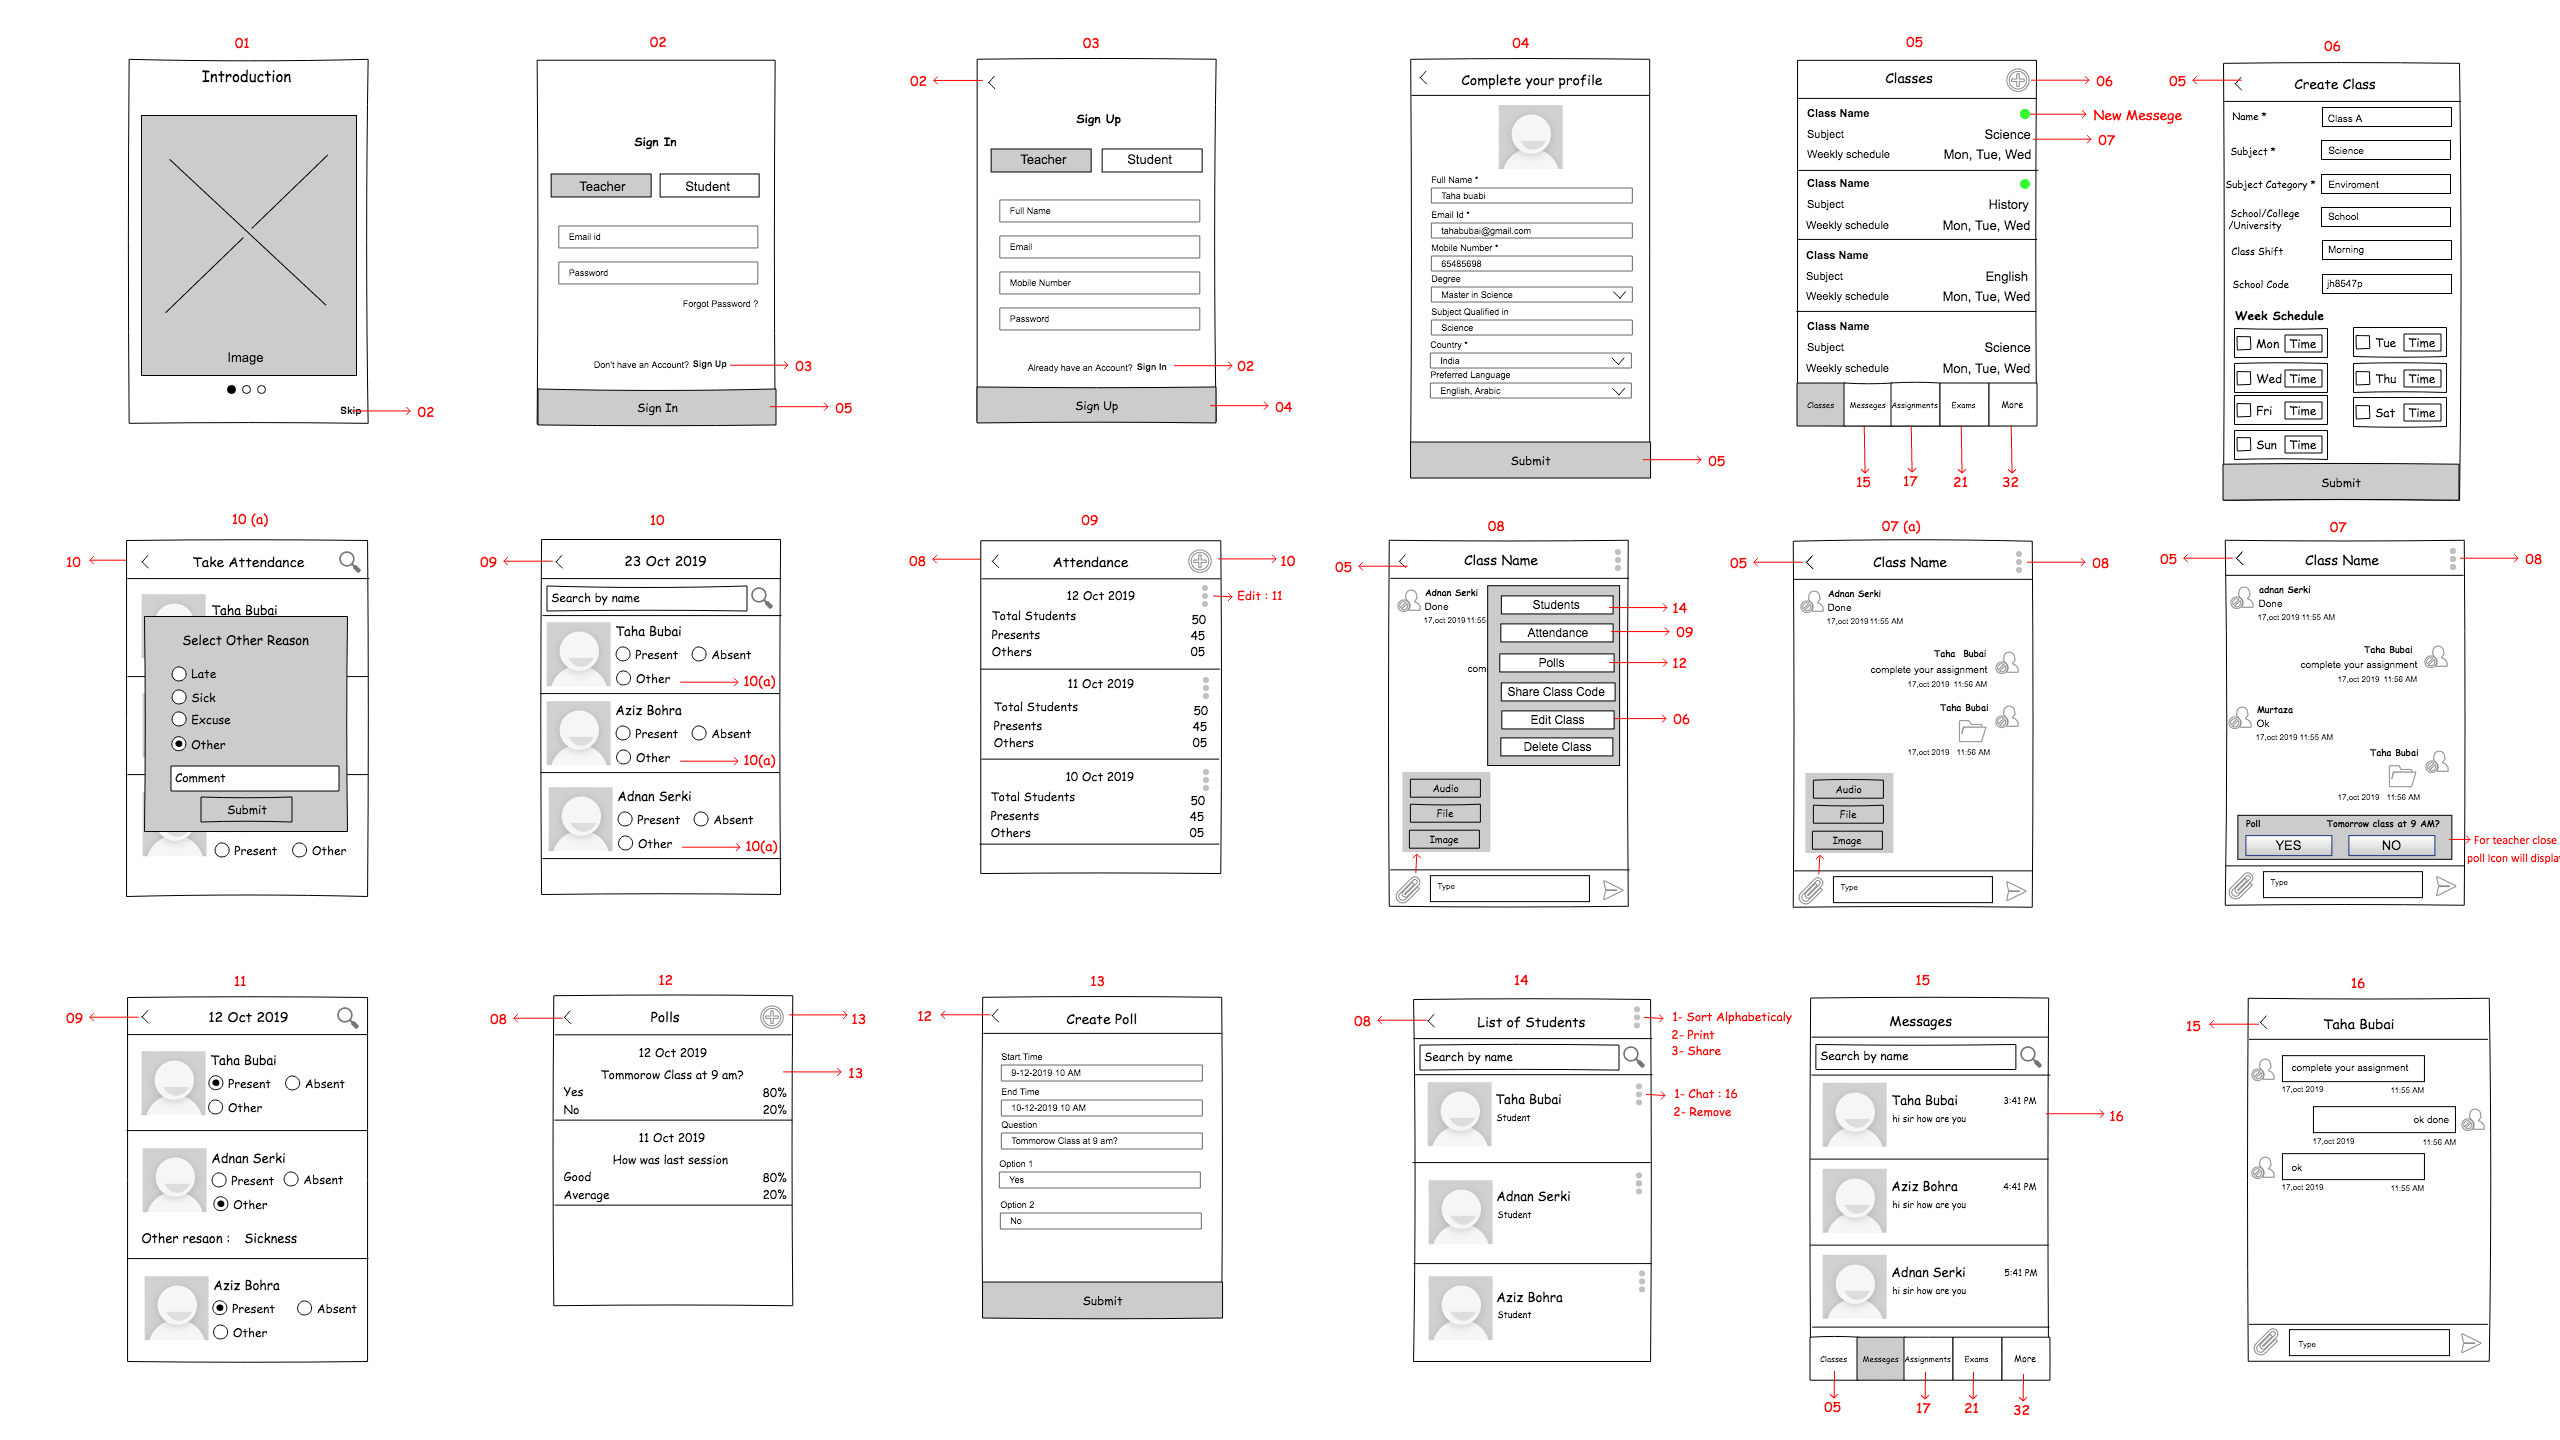 01
Introduction
Image
Skip
02
02
Sign In
Teacher
Student
Email id
Password
Forgot Password ?
Don't have an Account? Sign Up
03
Sign In
05
03
02
Sign Up
Teacher
Student
Full Name
Email
Mobile Number
Password
Already have an Account? Sign In
02
Sign Up
04
04
Complete your profile
Full Name *
Taha buabi
Email Id *
tahabubai@gmail.com
Mobile Number *
65485698
Degree
Master in Science
Subject Qualified in
Science
Country *
India
Preferred Language
English, Arabic
Submit
05
05
Classes
06
Class Name
New Messege
Subject Science
07
Weekly schedule Mon, Tue, Wed
Class Name
Subject History
Weekly schedule Mon, Tue, Wed
Class Name
Subject English
Weekly schedule Mon, Tue, Wed
Class Name
Subject Science
Weekly schedule Mon, Tue, Wed
Classes Messeges Assignments Exams More
15 17 21 32
06
05
Create Class
Name * Class A
Subject * Science
Subject Category * Enviroment
School/College
/University
School
Class Shift Morning
School Code jh8547p
Week Schedule
Mon Time Tue Time
Wed Time Thu Time
Fri Time Sat Time
Sun Time
Submit
10 (a)
10
Take Attendance
Taha Bubai
Select Other Reason
Late
Sick
Excuse
Other
Comment
Submit
Present Other
10
09
23 Oct 2019
Search by name
Taha Bubai
Present Absent
Other 10(a)
Aziz Bohra
Present Absent
Other 10(a)
Adnan Serki
Present Absent
Other 10(a)
09
08
Attendance
10
12 Oct 2019
Edit : 11
Total Students 50
Presents 45
Others 05
11 Oct 2019
Total Students 50
Presents 45
Others 05
10 Oct 2019
Total Students 50
Presents 45
Others 05
08
05
Class Name
Adnan Serki
Done
17,oct 2019 11:55
com
Students
14
Attendance
09
Polls
12
Share Class Code
Edit Class
06
Delete Class
Audio
File
Image
Type
07 (a)
05
Class Name
08
Adnan Serki
Done
17,oct 2019 11:55 AM
Taha Bubai
complete your assignment
17,oct 2019 11:56 AM
Taha Bubai
17,oct 2019 11:56 AM
Audio
File
Image
Type
07
05
Class Name
08
adnan Serki
Done
17,oct 2019 11:55 AM
Taha Bubai
complete your assignment
17,oct 2019 11:56 AM
Murtaza
Ok
17,oct 2019 11:55 AM
Taha Bubai
17,oct 2019 11:56 AM
Poll Tomorrow class at 9 AM?
YES NO
For teacher close
poll icon will displa
Type
11
09
12 Oct 2019
Taha Bubai
Present Absent
Other
Adnan Serki
Present Absent
Other
Other resaon : Sickness
Aziz Bohra
Present Absent
Other
12
08
Polls
13
12 Oct 2019
Tommorow Class at 9 am?
13
Yes 80%
No 20%
11 Oct 2019
How was last session
Good 80%
Average 20%
13
12
Create Poll
Start Time
9-12-2019 10 AM
End Time
10-12-2019 10 AM
Question
Tommorow Class at 9 am?
Option 1
Yes
Option 2
No
Submit
14
08
List of Students
1- Sort Alphabeticaly
2- Print
3- Share
Search by name
Taha Bubai
Student
1- Chat : 16
2- Remove
Adnan Serki
Student
Aziz Bohra
Student
15
Messages
Search by name
Taha Bubai 3:41 PM
hi sir how are you
16
Aziz Bohra 4:41 PM
hi sir how are you
Adnan Serki 5:41 PM
hi sir how are you
Classes Messeges Assignments Exams More
05 17 21 32
16
15
Taha Bubai
complete your assignment
17,oct 2019 11:55 AM
ok done
17,oct 2019 11:56 AM
ok
17,oct 2019 11:55 AM
Type